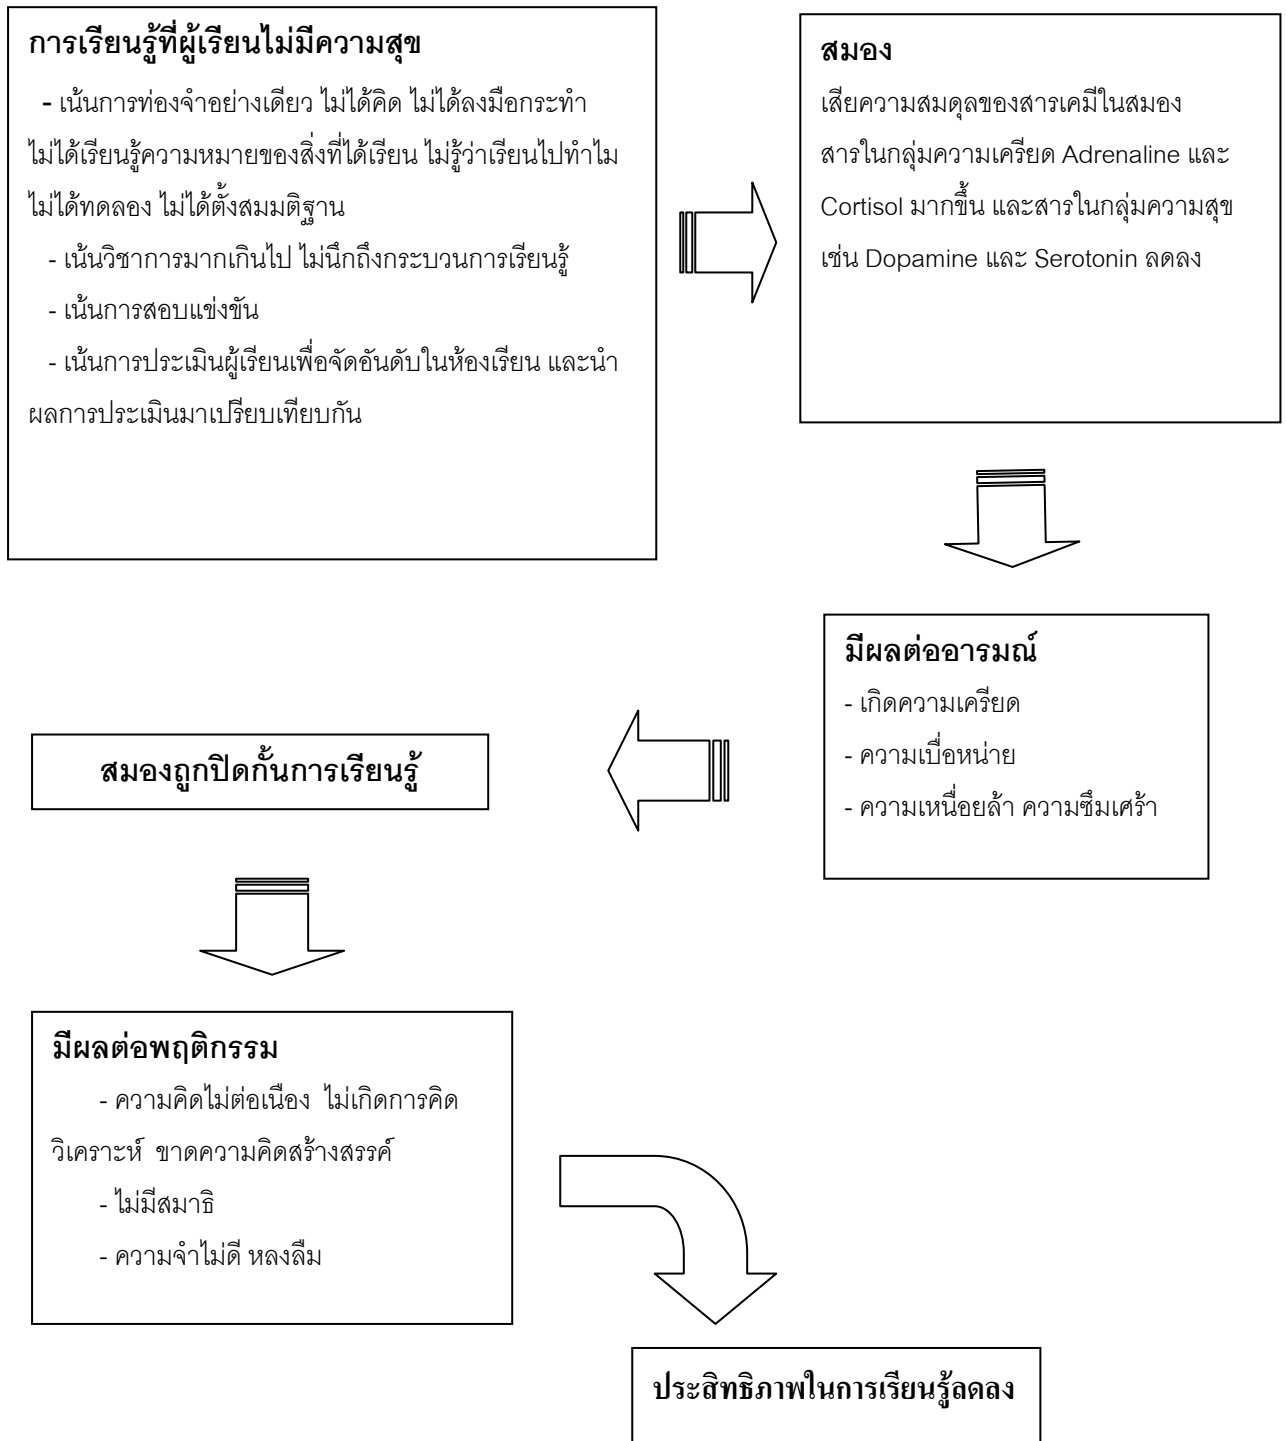 การเรียนรู้ที่ผู้เรียนไม่มีความสุข
- เน้นการท่องจำอย่างเดียว ไม่ได้คิด ไม่ได้ลงมือกระทำ
ไม่ได้เรียนรู้ความหมายของสิ่งที่ได้เรียน ไม่รู้ว่าเรียนไปทำไม
ไม่ได้ทดลอง ไม่ได้ตั้งสมมติฐาน
- เน้นวิชาการมากเกินไป ไม่นึกถึงกระบวนการเรียนรู้
- เน้นการสอบแข่งขัน
- เน้นการประเมินผู้เรียนเพื่อจัดอันดับในห้องเรียน และนำ
ผลการประเมินมาเปรียบเทียบกัน
สมอง
เสียความสมดุลของสารเคมีในสมอง
สารในกลุ่มความเครียด Adrenaline และ
Cortisol มากขึ้น และสารในกลุ่มความสุข
เช่น Dopamine และ Serotonin ลดลง
มีผลต่ออารมณ์
- เกิดความเครียด
- ความเบื่อหน่าย
- ความเหนื่อยล้า ความซึมเศร้า
สมองถูกปิดกั้นการเรียนรู้
มีผลต่อพฤติกรรม
- ความคิดไม่ต่อเนือง ไม่เกิดการคิด
วิเคราะห์ ขาดความคิดสร้างสรรค์
- ไม่มีสมาธิ
- ความจำไม่ดี หลงลืม
ประสิทธิภาพในการเรียนรู้ลดลง